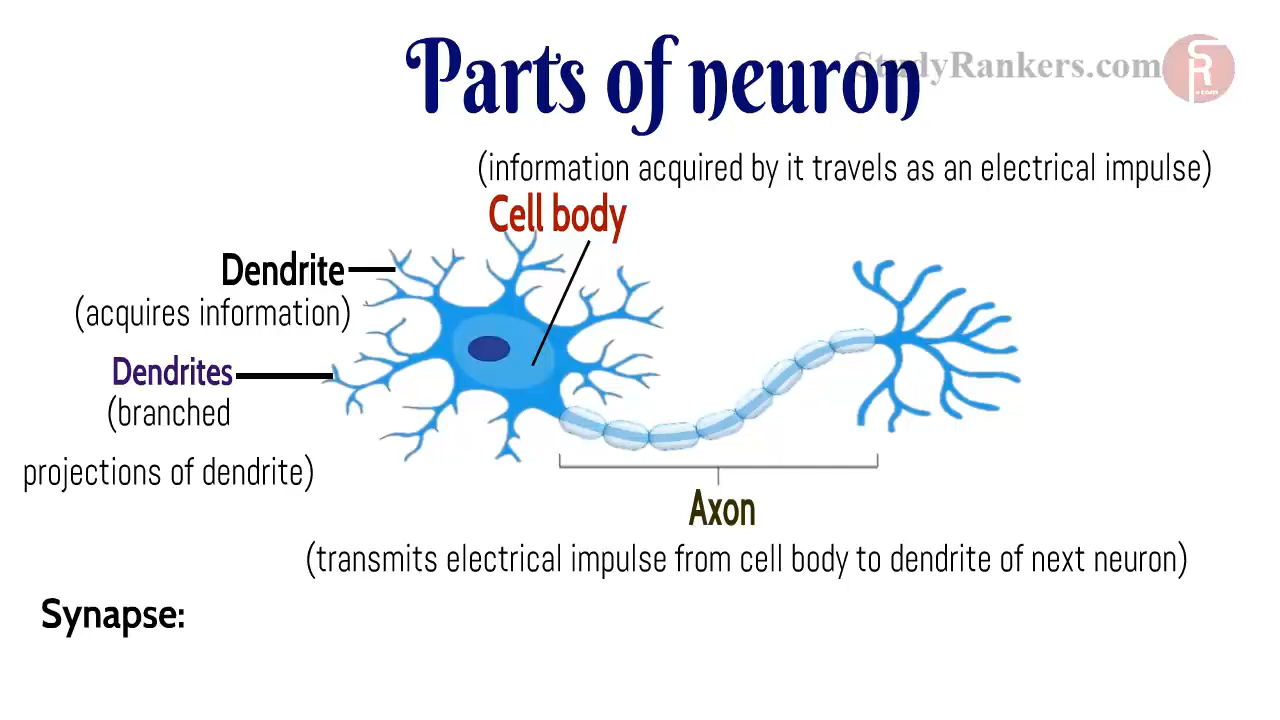 Parts of neuron
StudyRankers.com
S
R
.com
(information acquired by it travels as an electrical impulse)
Cell body
Dendrite
(acquires information)
Dendrites
(branched
projections of dendrite)
Axon
(transmits electrical impulse from cell body to dendrite of next neuron)
Synapse: